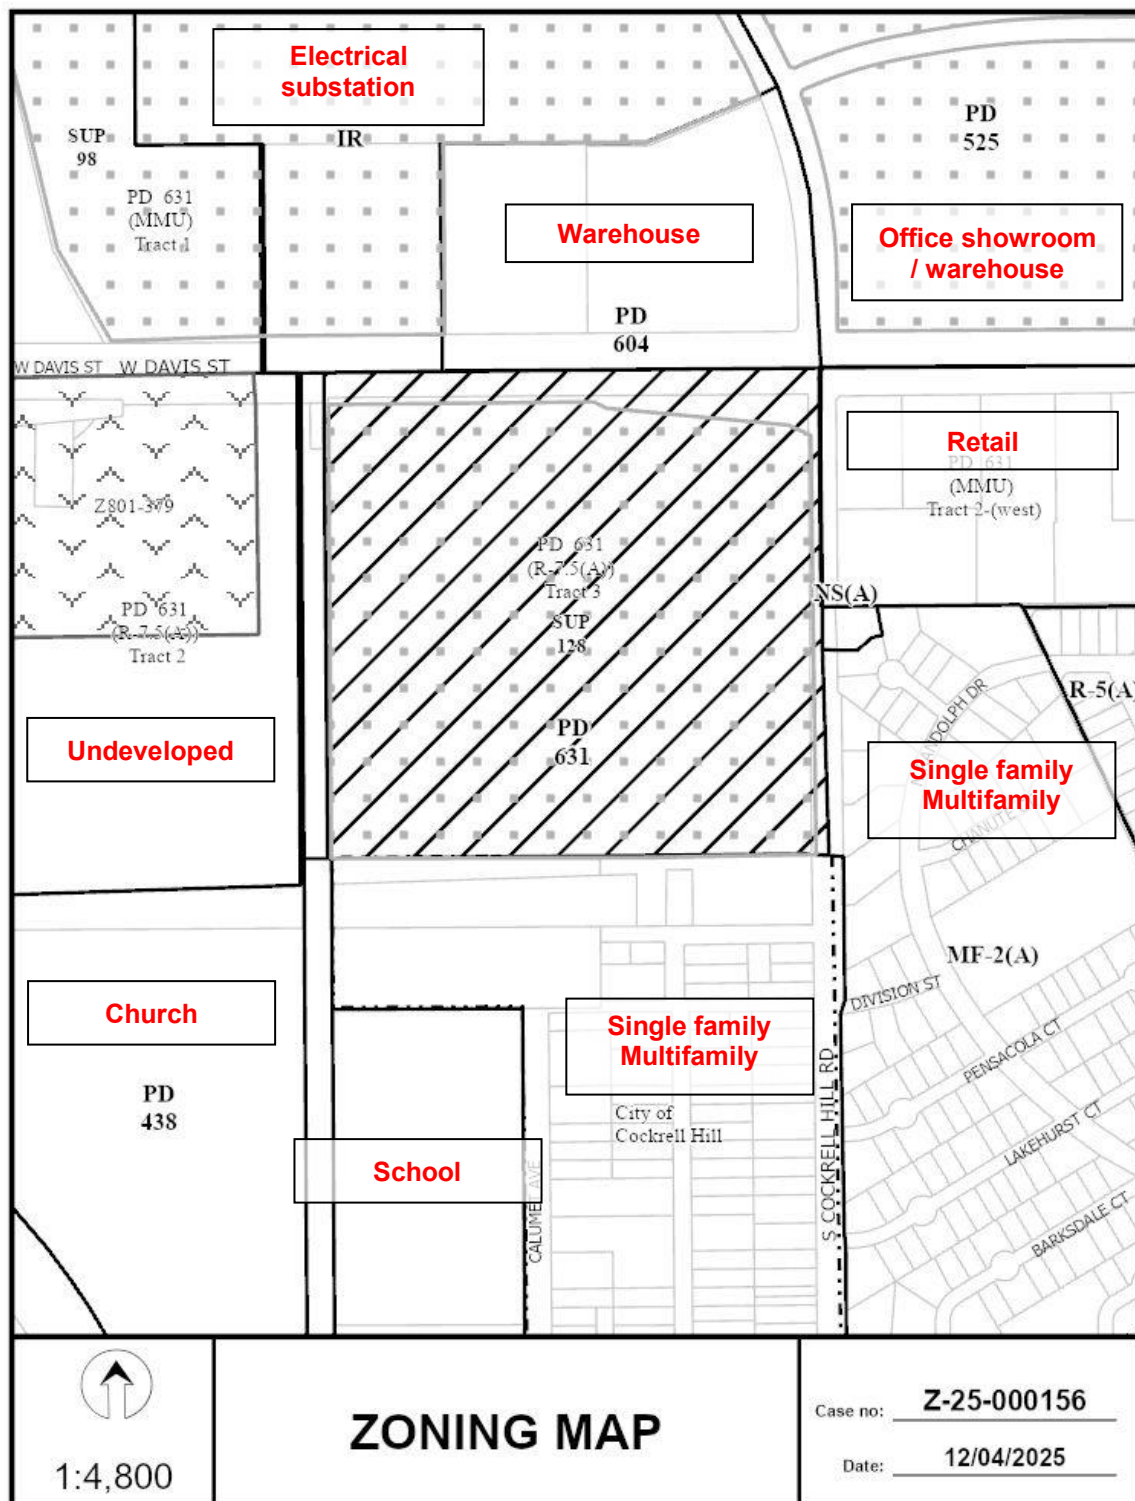 Electrical
substation
IR
SUP
98
PD 631
(MMU)
Tract 1
PD
525
Warehouse
Office showroom
/ warehouse
PD
604
W DAVIS ST
W DAVIS ST
Retail
PD 631
(MMU)
Tract 2-(west)
Z801-379
PD 631
(R-7.5(A))
Tract 2
PD 631
(R-7.5(A))
Tract 3
SUP
128
PD
631
NS(A)
R-5(A)
Undeveloped
Single family
Multifamily
CHANUTE
MF-2(A)
Church
PD
438
Single family
Multifamily
City of
Cockrell Hill
School
CALUMET AVE
S COCKRELL HILL RD
DIVISION ST
PENSACOLA CT
LAKEHURST CT
BARKSDALE CT
1:4,800
ZONING MAP
Case no: Z-25-000156
Date: 12/04/2025